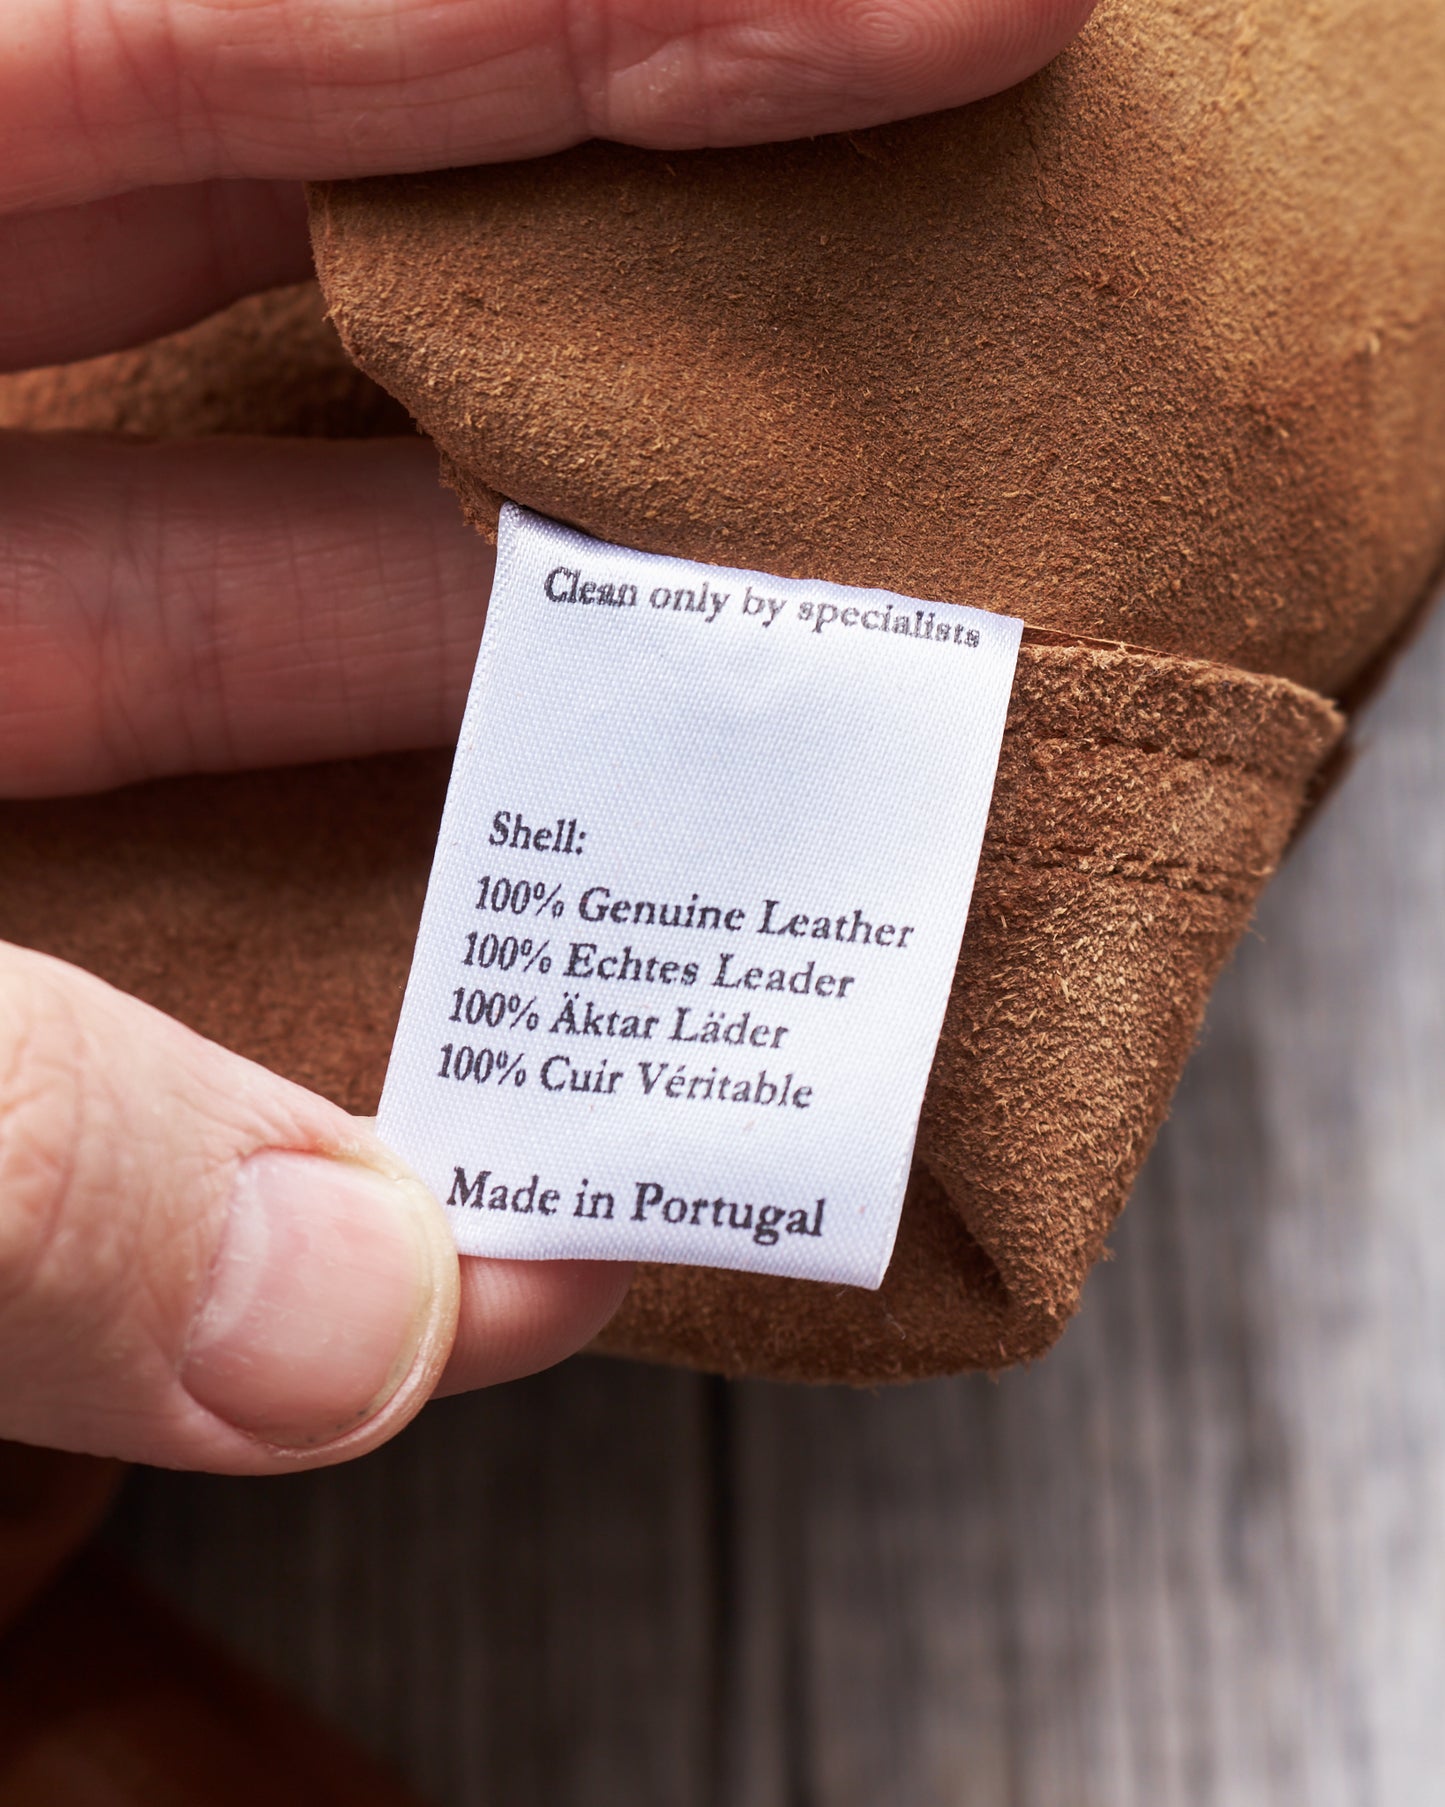 Clean only by specialists
Shell:
100% Genuine Leather
100% Echtes Leader
100% Äktar Läder
100% Cuir Véritable
Made in Portugal